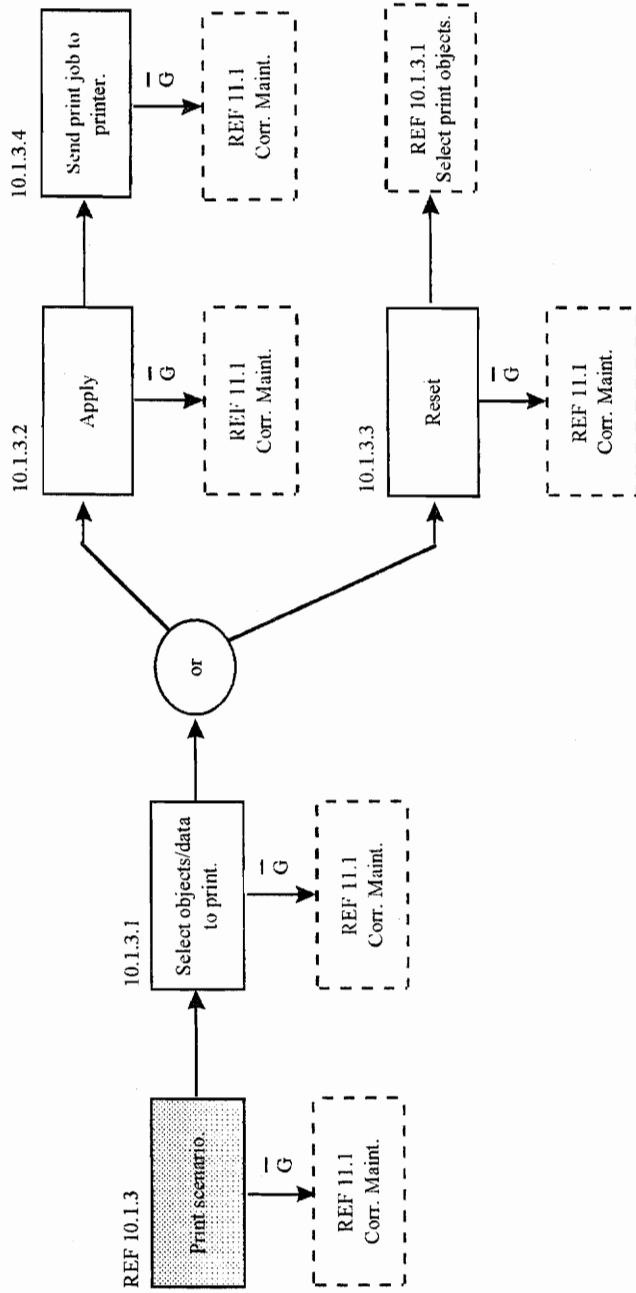 REF 10.1.3
Print scenario.
G
REF 11.1
Corr. Maint.
10.1.3.1
Select objects/data
to print.
G
REF 11.1
Corr. Maint.
or
10.1.3.2
Apply
G
REF 11.1
Corr. Maint.
10.1.3.4
Send print job to
printer.
G
REF 11.1
Corr. Maint.
10.1.3.3
Reset
G
REF 11.1
Corr. Maint.
REF 10.1.3.1
Select print objects.